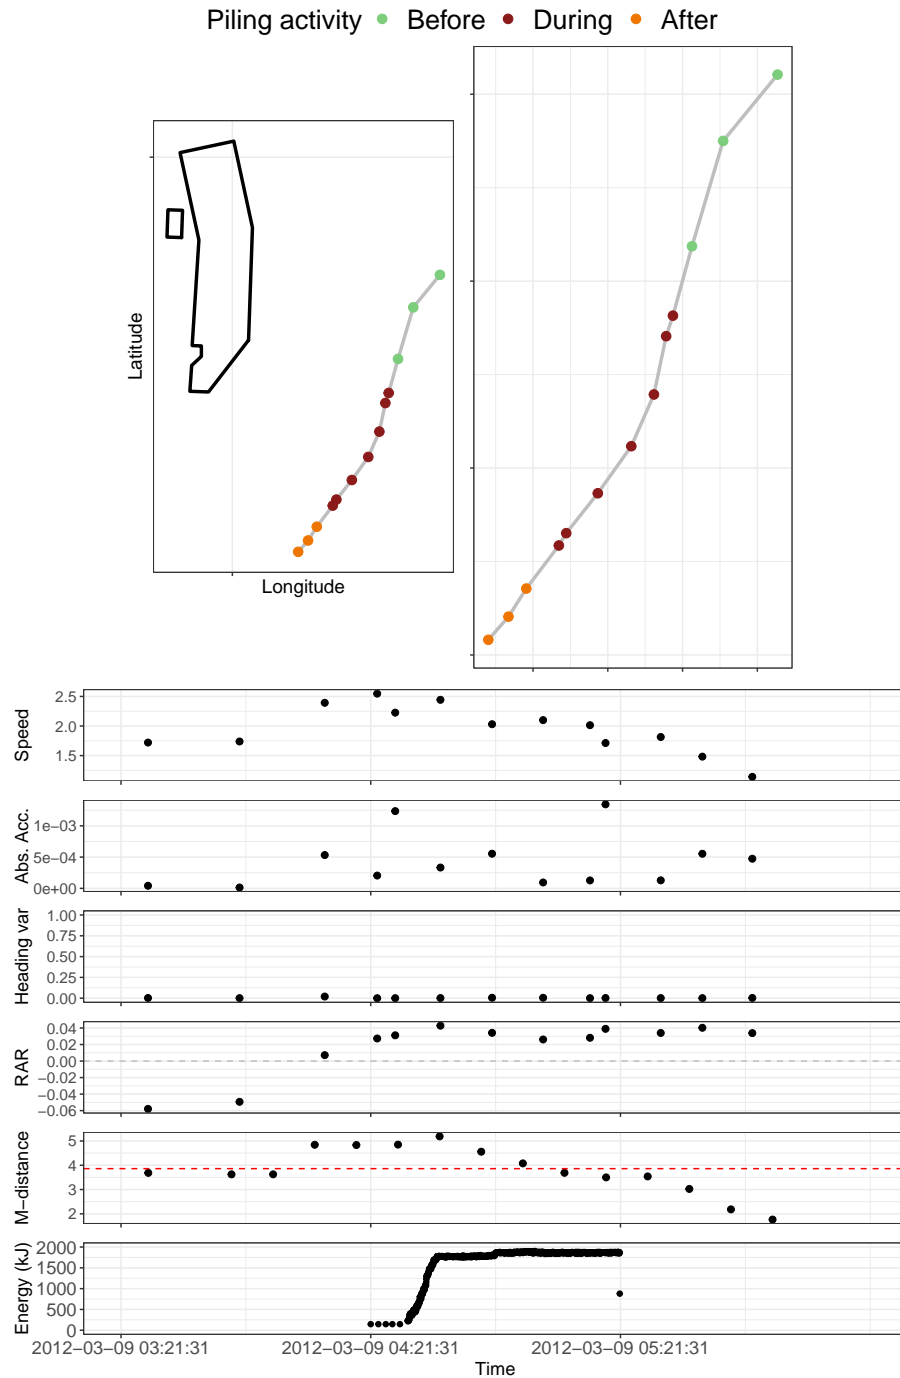 Piling activity Before During After
Latitude
Longitude
Speed
2.5
2.0
1.5
Abs. Acc.
1e−03
5e−04
0e+00
Heading var
1.00
0.75
0.50
0.25
0.00
RAR
0.04
0.02
0.00
−0.02
−0.04
−0.06
M−distance
5
4
3
2
Energy (kJ)
2000
1500
1000
500
0
2012−03−09 03:21:31 2012−03−09 04:21:31 2012−03−09 05:21:31
Time